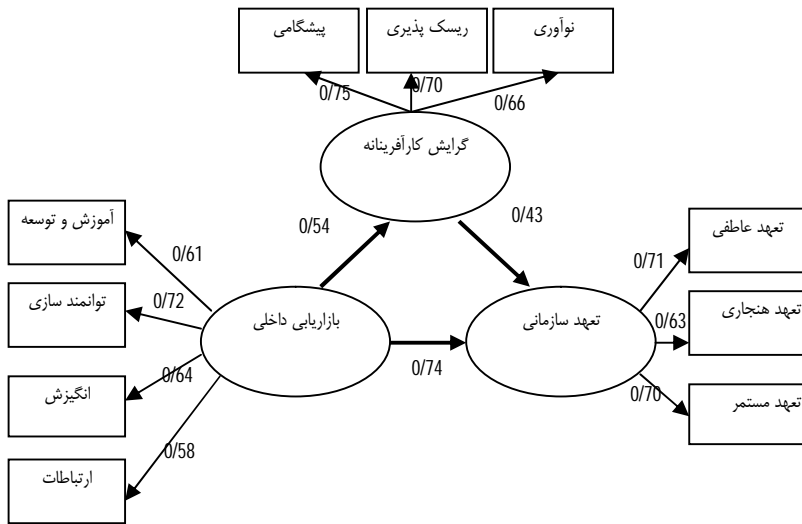 نوآوری
ریسک پذیری
پیشگامی
0/66
0/70
0/75
گرایش کارآفرینانه
0/43
0/54
تعهد عاطفی
آموزش و توسعه
0/71
0/61
تعهد هنجاری
0/63
تعهد سازمانی
بازاریابی داخلی
0/72
توانمند سازی
0/74
0/64
انگیزش
تعهد مستمر
0/70
0/58
ارتباطات